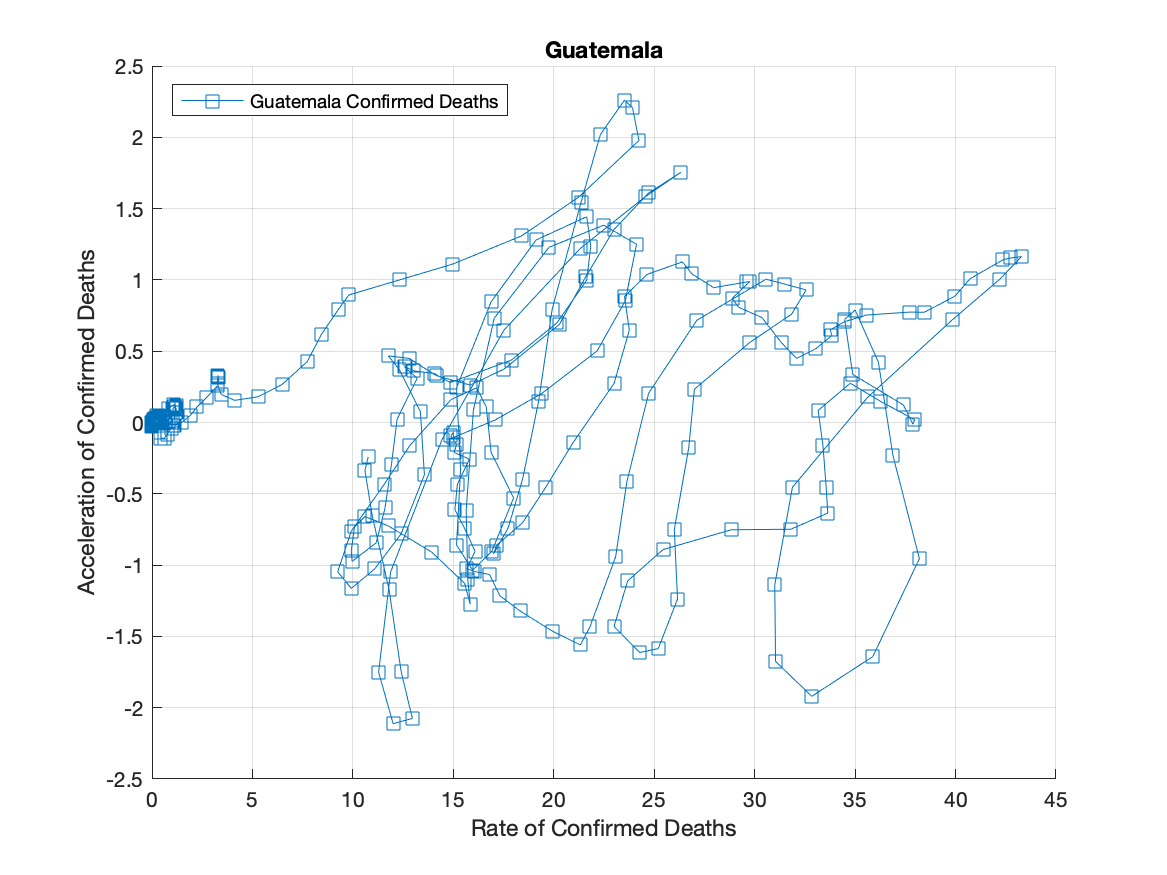 Guatemala
Guatemala Confirmed Deaths
2.5
2
1.5
1
0.5
0
-0.5
-1
-1.5
-2
-2.5
Acceleration of Confirmed Deaths
0 5 10 15 20 25 30 35 40 45
Rate of Confirmed Deaths